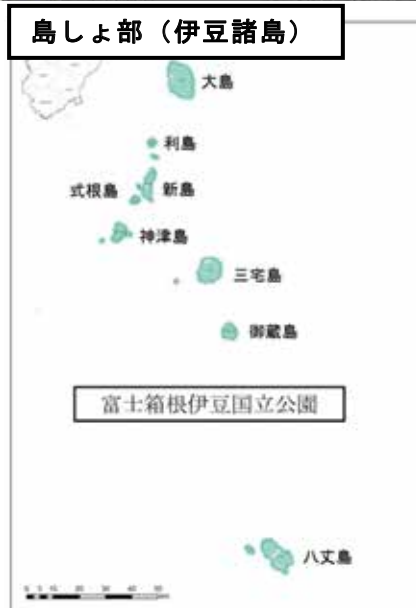 島しょ部（伊豆諸島）
大島
利島
式根島
新島
神津島
三宅島
御蔵島
富士箱根伊豆国立公園
八丈島